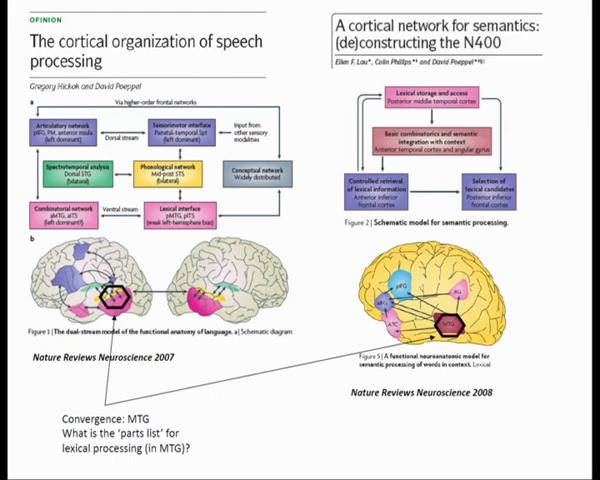 OPINION
The cortical organization of speech
processing
Gregory Hickok and David Poeppel
a
Via higher-order frontal networks
Articulatory network
pIFG, PM, anterior insula
(left dominant)
Dorsal stream
Sensorimotor interface
Parietal–temporal Spt
(left dominant)
Input from
other sensory
modalities
Spectrotemporal analysis
Dorsal STG
(bilateral)
Phonological network
Mid-post STS
(bilateral)
Conceptual network
Widely distributed
Combinatorial network
aMTG, aITS
(left dominant?)
Ventral stream
Lexical interface
pMTG, pITS
(weak left-hemisphere bias)
b
Figure 1 | The dual-stream model of the functional anatomy of language. a | Schematic diagram
Nature Reviews Neuroscience 2007
A cortical network for semantics:
(de)constructing the N400
Ellen F. Lau*, Colin Phillips*‡ and David Poeppel*
Lexical storage and access
Posterior middle temporal cortex
Basic combinatorics and semantic
integration with context
Anterior temporal cortex and angular gyrus
Controlled retrieval
of lexical information
Anterior inferior
frontal cortex
Selection of
lexical candidates
Posterior inferior
frontal cortex
Figure 2 | Schematic model for semantic processing.
pIFG
aIFG
AG
ATC
MTG
Figure 5 | A functional neuroanatomic model for
semantic processing of words in context. Lexical
Nature Reviews Neuroscience 2008
Convergence: MTG
What is the 'parts list' for
lexical processing (in MTG)?